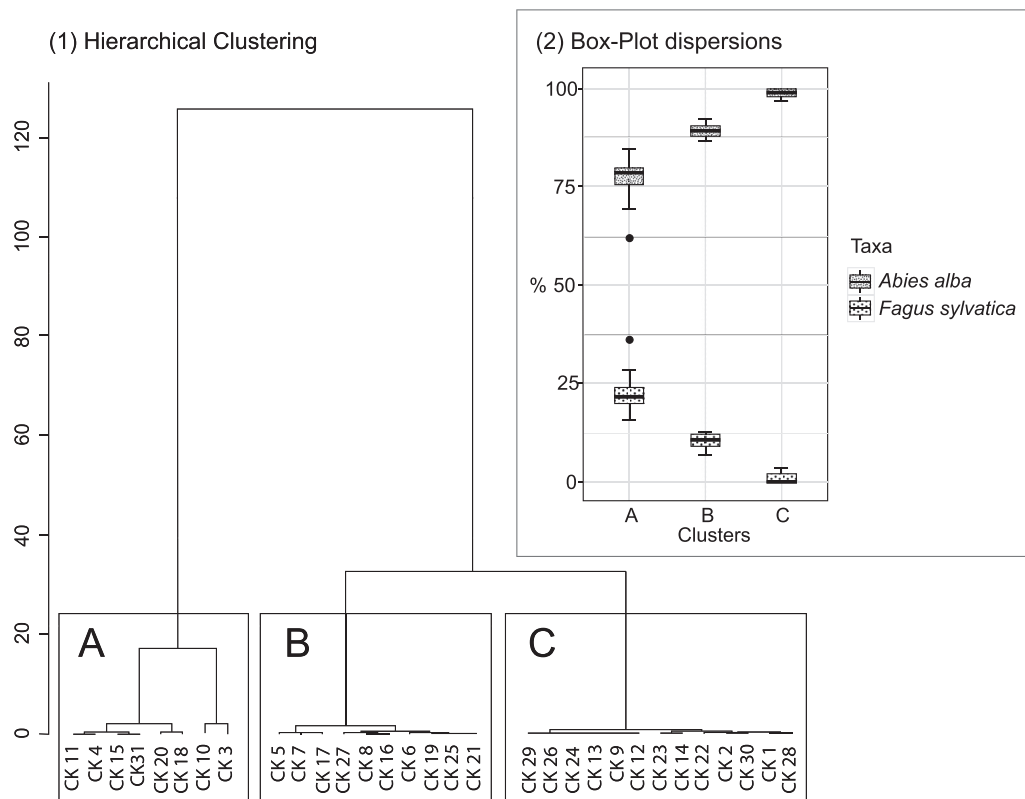 (1) Hierarchical Clustering
120
100
80
60
40
20
0
A
B
C
CK 11
CK 4
CK 15
CK31
CK 20
CK 18
CK 10
CK 3
CK 5
CK 7
CK 17
CK 27
CK 8
CK 16
CK 6
CK 19
CK 25
CK 21
CK 29
CK 26
CK 24
CK 13
CK 9
CK 12
CK 23
CK 14
CK 22
CK 2
CK 30
CK 1
CK 28
(2) Box-Plot dispersions
100
75
% 50
25
0
A B C
Clusters
Taxa
Abies alba
Fagus sylvatica